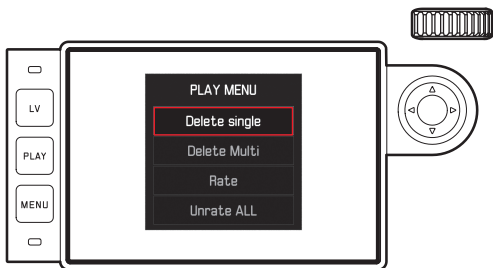 LV
PLAY
MENU
PLAY MENU
Delete single
Delete Multi
Rate
Unrate ALL